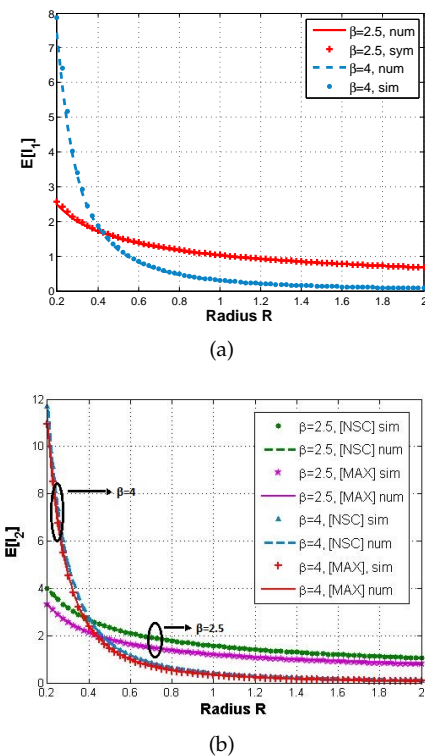 8
7
6
5
4
3
2
1
0
E[I₁]
β=2.5, num
β=2.5, sym
β=4, num
β=4, sim
0.2 0.4 0.6 0.8 1 1.2 1.4 1.6 1.8 2
Radius R
(a)
12
10
8
6
4
2
0
E[I₂]
β=4
β=2.5
β=2.5, [NSC] sim
β=2.5, [NSC] num
β=2.5, [MAX] sim
β=2.5, [MAX] num
β=4, [NSC] sim
β=4, [NSC] num
β=4, [MAX], sim
β=4, [MAX] num
0.2 0.4 0.6 0.8 1 1.2 1.4 1.6 1.8 2
Radius R
(b)